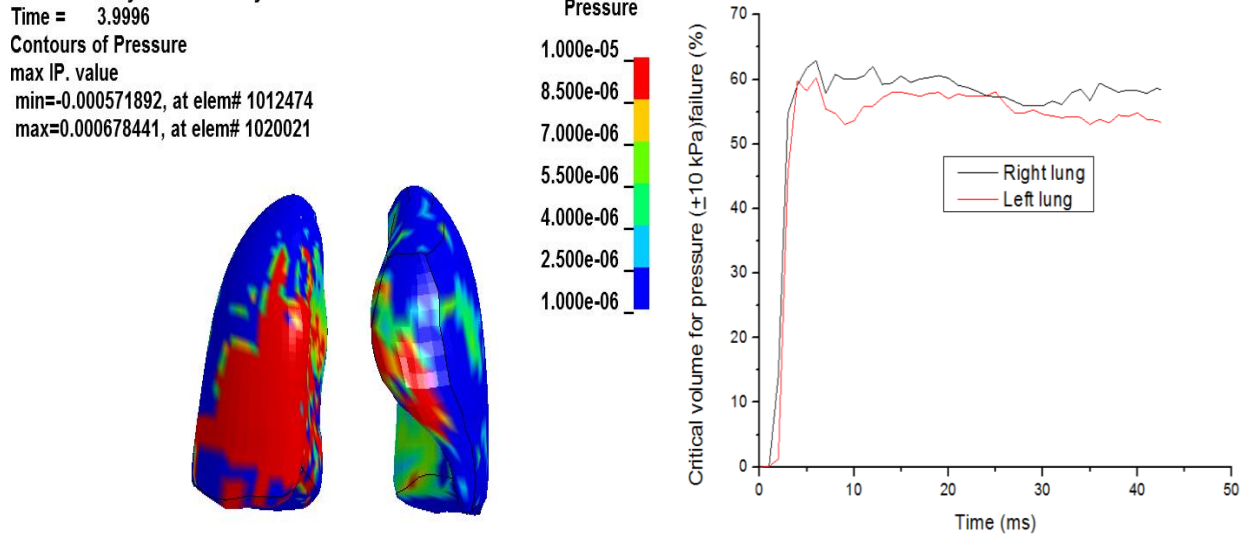 Time = 3.9996
Contours of Pressure
max IP. value
min=-0.000571892, at elem# 1012474
max=0.000678441, at elem# 1020021
Pressure
1.000e-05
8.500e-06
7.000e-06
5.500e-06
4.000e-06
2.500e-06
1.000e-06
Critical volume for pressure (±10 kPa)failure (%)
70
60
50
40
30
20
10
0
Right lung
Left lung
0 10 20 30 40 50
Time (ms)